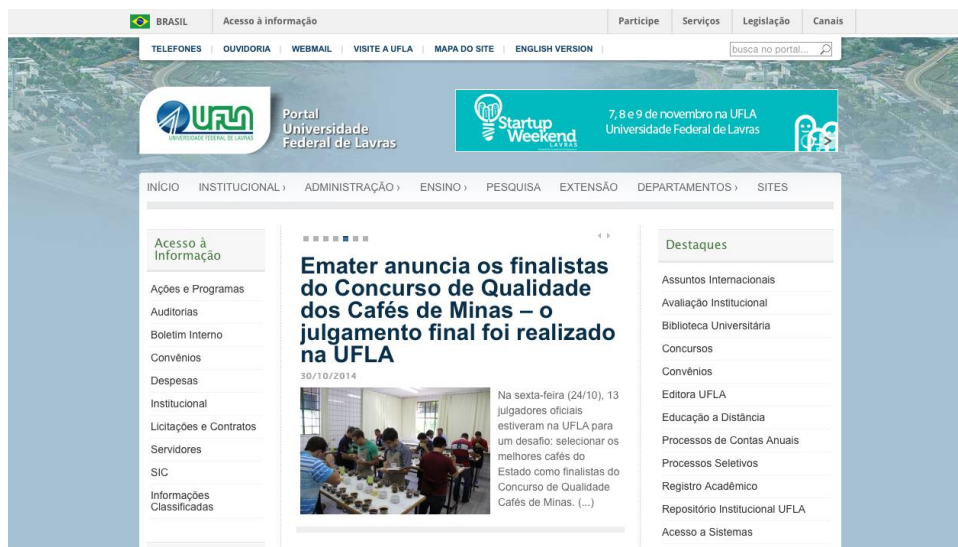 BRASIL
Acesso à informação
Participe
Serviços
Legislação
Canais
TELEFONES
OUVIDORIA
WEBMAIL
VISITE A UFLA
MAPA DO SITE
ENGLISH VERSION
busca no portal...
UFLA
UNIVERSIDADE FEDERAL DE LAVRAS
Portal
Universidade
Federal de Lavras
Startup
Weekend
LAVRAS
7, 8 e 9 de novembro na UFLA
Universidade Federal de Lavras
INÍCIO
INSTITUCIONAL ›
ADMINISTRAÇÃO ›
ENSINO ›
PESQUISA
EXTENSÃO
DEPARTAMENTOS ›
SITES
Acesso à
Informação
Ações e Programas
Auditorias
Boletim Interno
Convênios
Despesas
Institucional
Licitações e Contratos
Servidores
SIC
Informações
Classificadas
Emater anuncia os finalistas
do Concurso de Qualidade
dos Cafés de Minas – o
julgamento final foi realizado
na UFLA
30/10/2014
Na sexta-feira (24/10), 13
julgadores oficiais
estiveram na UFLA para
um desafio: selecionar os
melhores cafés do
Estado como finalistas do
Concurso de Qualidade
Cafés de Minas. (...)
Destaques
Assuntos Internacionais
Avaliação Institucional
Biblioteca Universitária
Concursos
Convênios
Editora UFLA
Educação a Distância
Processos de Contas Anuais
Processos Seletivos
Registro Acadêmico
Repositório Institucional UFLA
Acesso a Sistemas